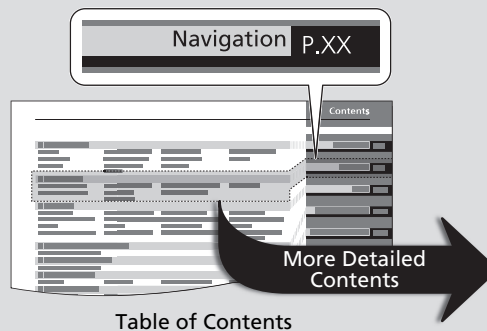 Navigation P.XX
Contents
More Detailed
Contents
Table of Contents